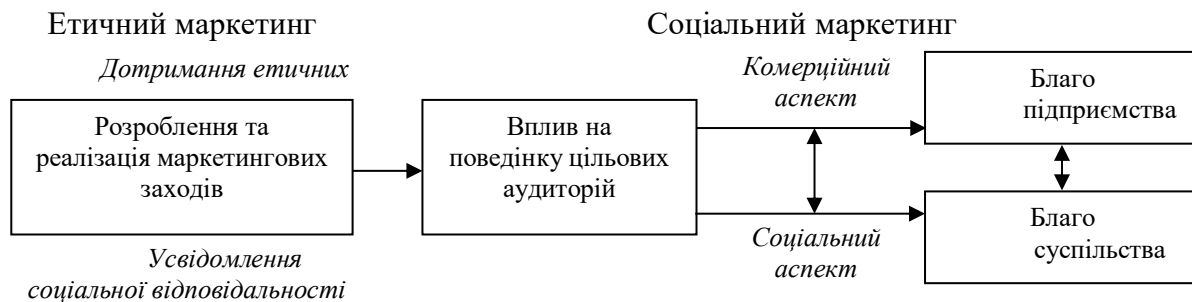 Етичний маркетинг
Соціальний маркетинг
Дотримання етичних
Розроблення та
реалізація маркетингових
заходів
Усвідомлення
соціальної відповідальності
Вплив на
поведінку цільових
аудиторій
Комерційний
аспект
Соціальний
аспект
Благо
підприємства
Благо
суспільства